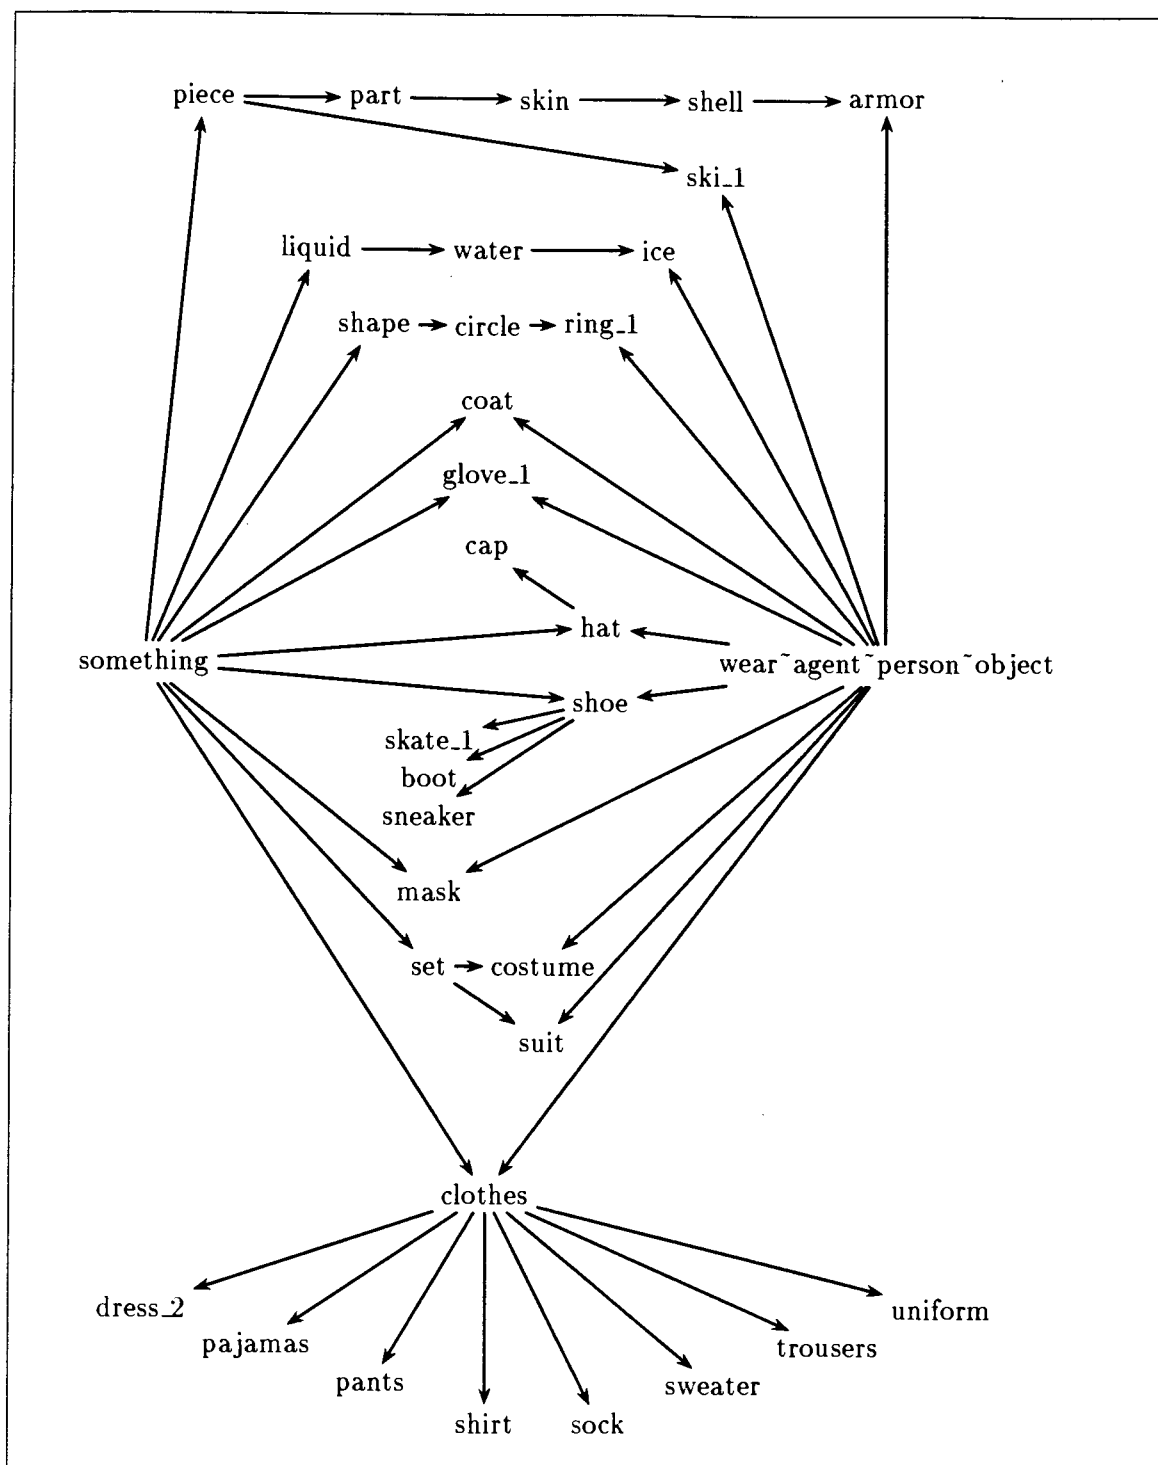 piece part skin shell armor
ski_1
liquid water ice
shape circle ring_1
coat
glove_1
cap
hat
something wear~agent~person~object
shoe
skate_1
boot
sneaker
mask
set costume
suit
clothes
dress_2 uniform
pajamas trousers
pants sweater
shirt sock